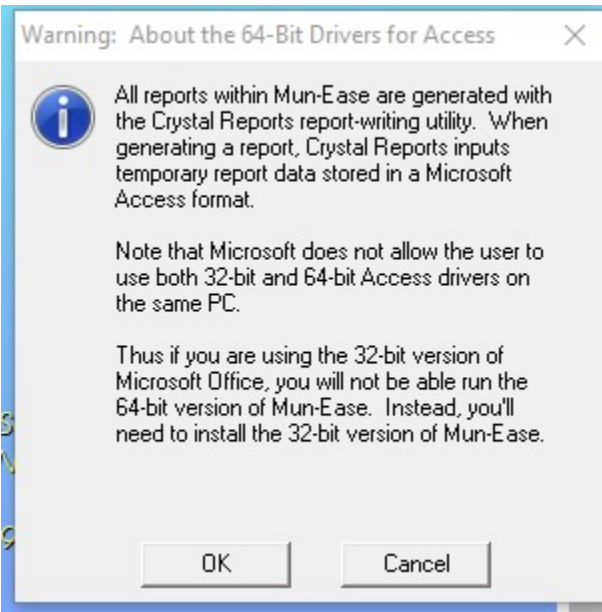 Warning: About the 64-Bit Drivers for Access
All reports within Mun-Ease are generated with
the Crystal Reports report-writing utility. When
generating a report, Crystal Reports inputs
temporary report data stored in a Microsoft
Access format.
Note that Microsoft does not allow the user to
use both 32-bit and 64-bit Access drivers on
the same PC.
Thus if you are using the 32-bit version of
Microsoft Office, you will not be able run the
64-bit version of Mun-Ease. Instead, you'll
need to install the 32-bit version of Mun-Ease.
OK Cancel